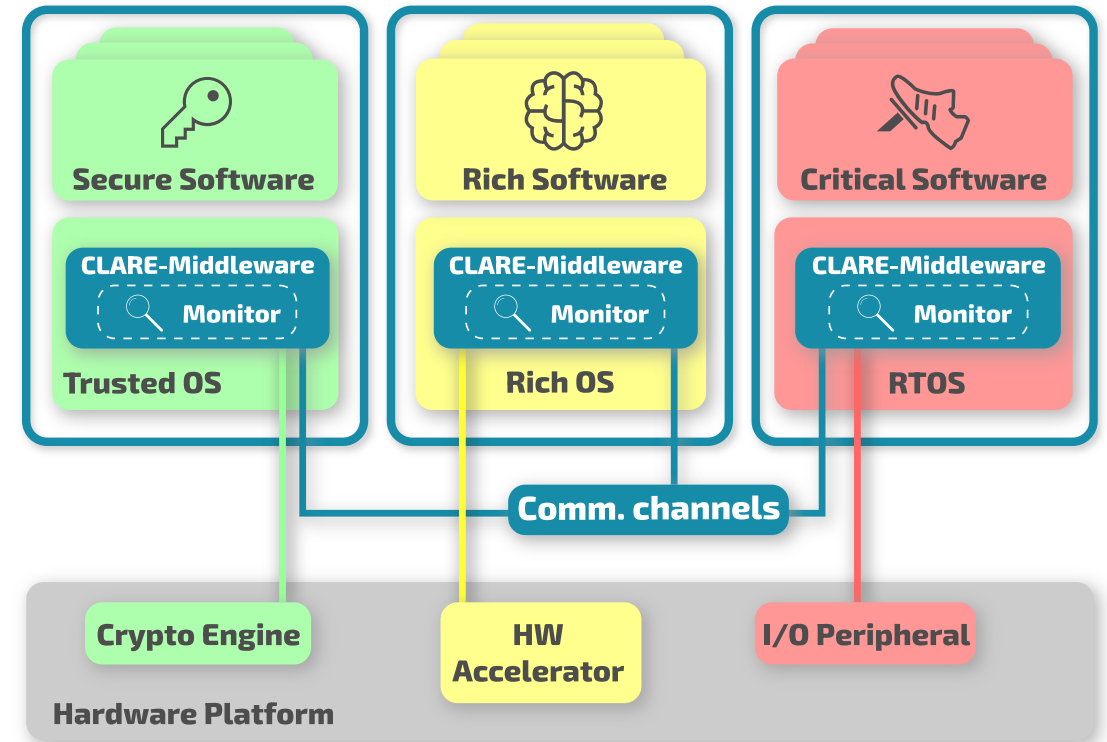 Secure Software
Rich Software
Critical Software
CLARE-Middleware
Monitor
CLARE-Middleware
Monitor
CLARE-Middleware
Monitor
Trusted OS
Rich OS
RTOS
Comm. channels
Crypto Engine
HW
Accelerator
I/O Peripheral
Hardware Platform